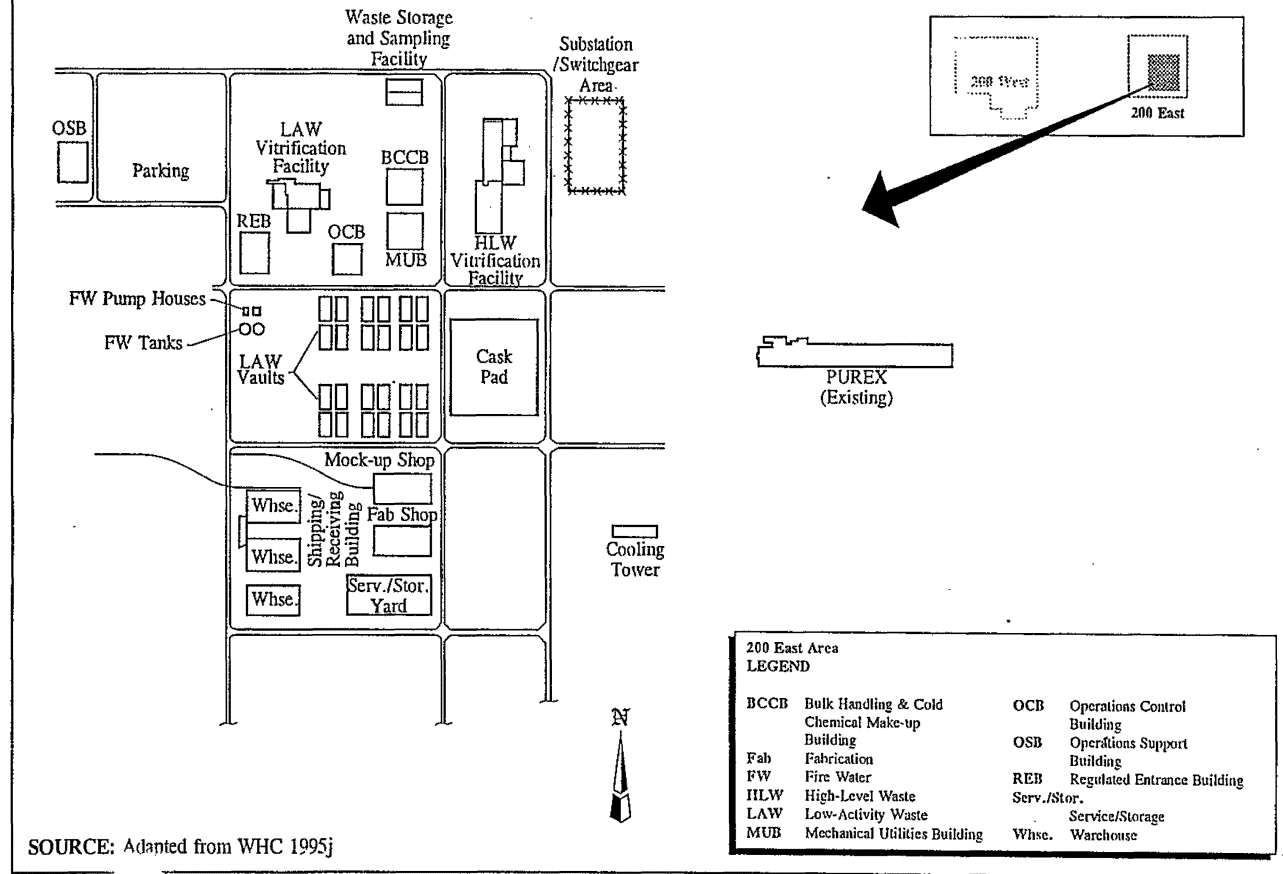 Waste Storage
and Sampling
Facility
Substation
/Switchgear
Area
200 West
200 East
OSB
Parking
LAW
Vitrification
Facility
BCCB
REB
OCB
MUB
HLW
Vitrification
Facility
FW Pump Houses
FW Tanks
LAW
Vaults
Cask
Pad
PUREX
(Existing)
Mock-up Shop
Whse.
Shipping/
Receiving
Building
Fab Shop
Whse.
Cooling
Tower
Whse.
Serv./Stor.
Yard
N
200 East Area
LEGEND
BCCB Bulk Handling & Cold
Chemical Make-up
Building
Fab Fabrication
FW Fire Water
HLW High-Level Waste
LAW Low-Activity Waste
MUB Mechanical Utilities Building
OCB Operations Control
Building
OSB Operations Support
Building
REB Regulated Entrance Building
Serv./Stor.
Service/Storage
Whse. Warehouse
SOURCE: Adapted from WHC 1995j